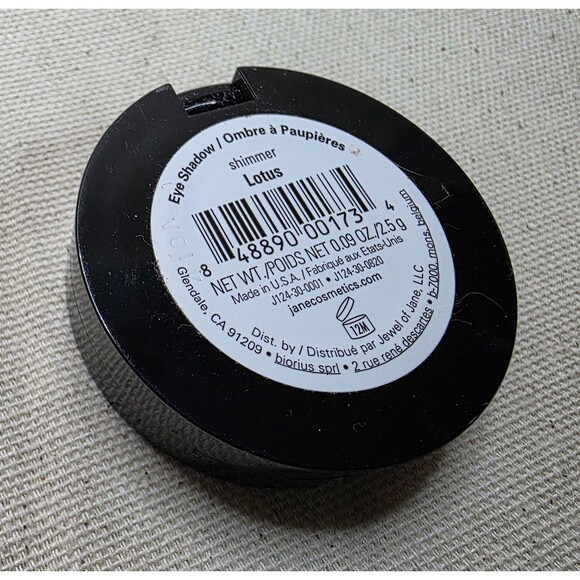 Eye Shadow / Ombre à Paupières
shimmer
Lotus
8 48890 00173 4
NET WT./POIDS NET 0.09 OZ./2.5 g
Made in U.S.A. / Fabriqué aux Etats-Unis
J124-30-0001 • J124-30-0820
janecosmetics.com
12M
Dist. by / Distribué par Jewel of Jane, LLC
Glendale, CA 91209 • biorius sprl • 2 rue rené descartes • b-7000, mons, belgium